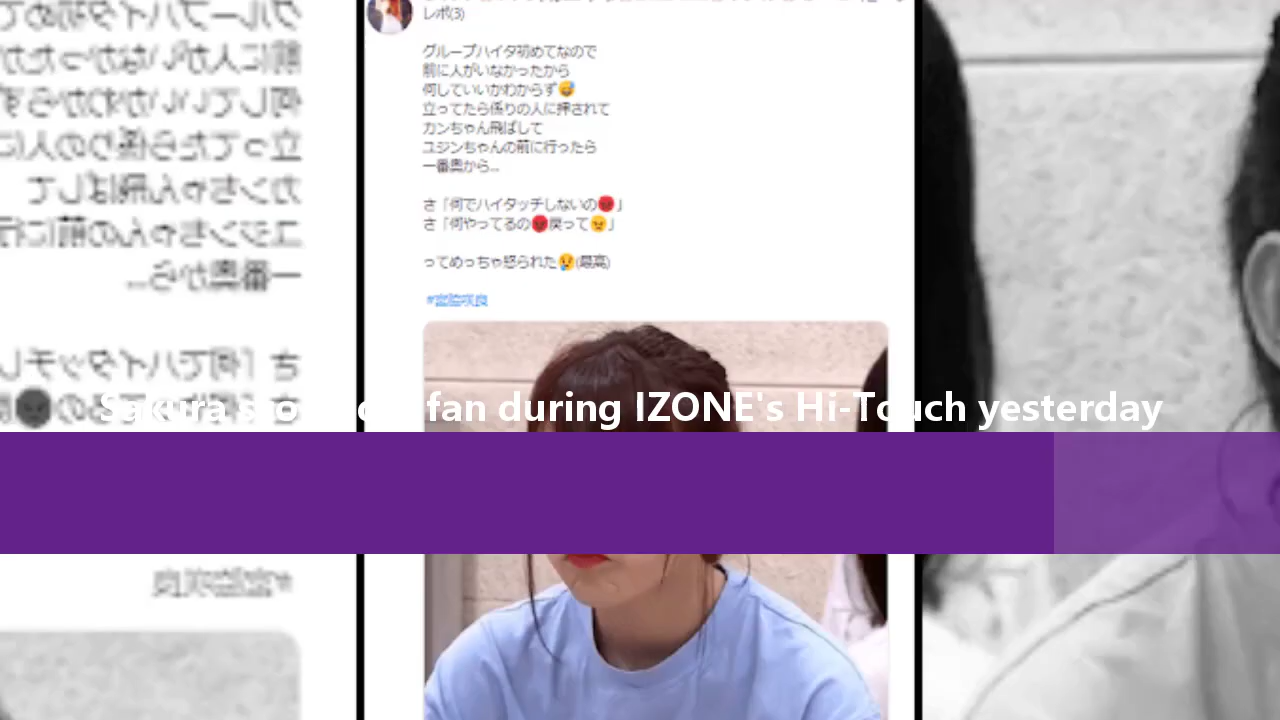 レポ(3)
グループハイタ初めてなので
前に人がいなかったから
何していいかわからず😅
立ってたら係りの人に押されて
カンちゃん飛ばして
ユジンちゃんの前に行ったら
一番奥から...
さ「何でハイタッチしないの😡」
さ「何やってるの😡戻って😠」
ってめっちゃ怒られた😢(最高)
#宮脇咲良
Sakura fan during IZONE's Hi-Touch yesterday